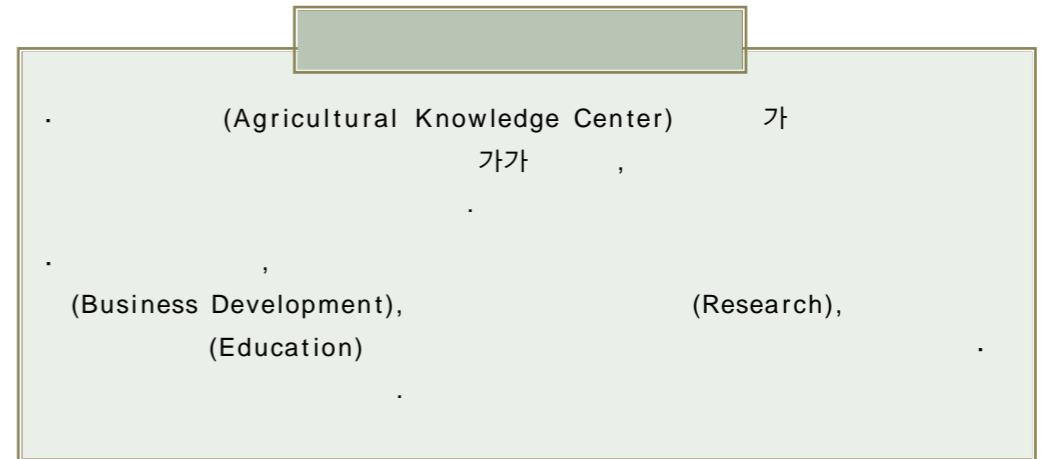 · (Agricultural Knowledge Center) 가
가가 ,
.
· ,
(Business Development), (Research),
(Education) ·
.